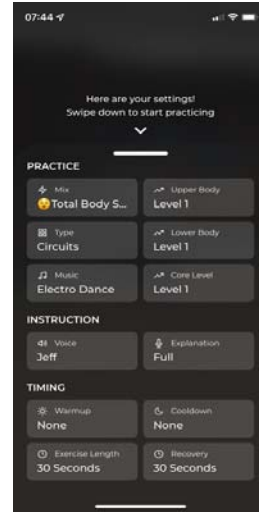 07:44
Here are your settings!
Swipe down to start practicing
PRACTICE
Mix
😯Total Body S...
Upper Body
Level 1
Type
Circuits
Lower Body
Level 1
Music
Electro Dance
Core Level
Level 1
INSTRUCTION
Voice
Jeff
Explanation
Full
TIMING
Warmup
None
Cooldown
None
Exercise Length
30 Seconds
Recovery
30 Seconds